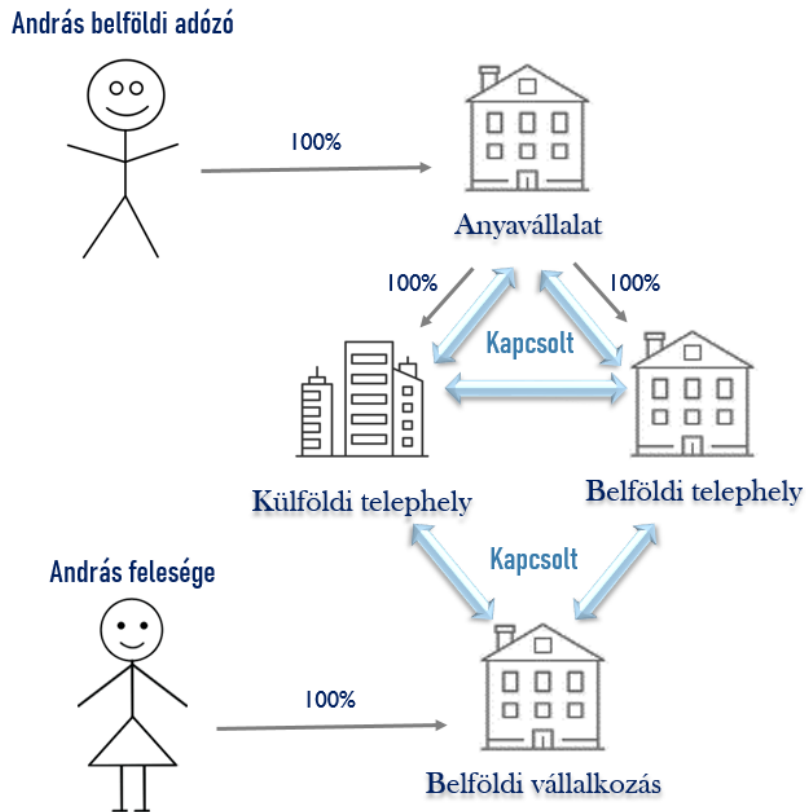 András belföldi adózó
100%
Anyavállalat
100%
100%
Kapcsolt
Külföldi telephely
Belföldi telephely
Kapcsolt
András felesége
100%
Belföldi vállalkozás